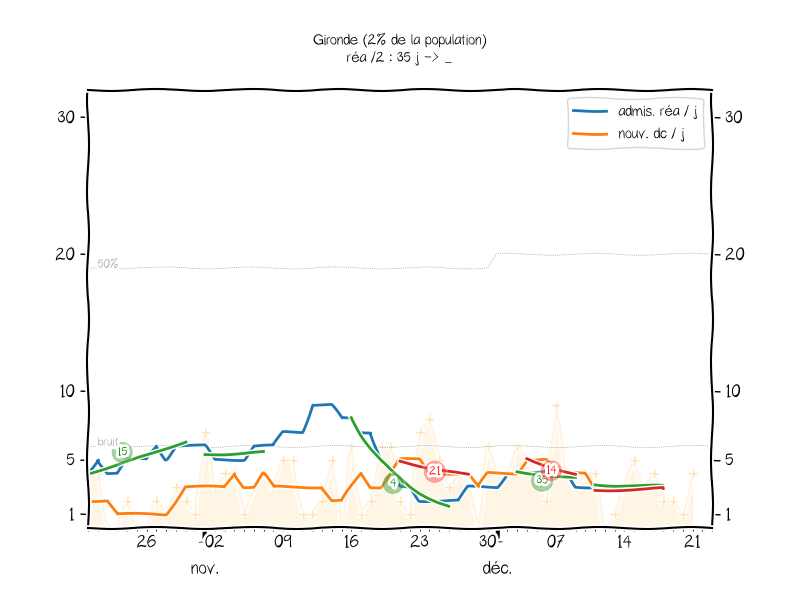 Gironde (2% de la population)
réa /2 : 35 j -> _
admis. réa / j
nouv. dc / j
30 30
20 20
50%
10 10
bruit
15
5 5
21
14
4
35
1 1
26 02 09 16 23 30 07 14 21
nov. déc.